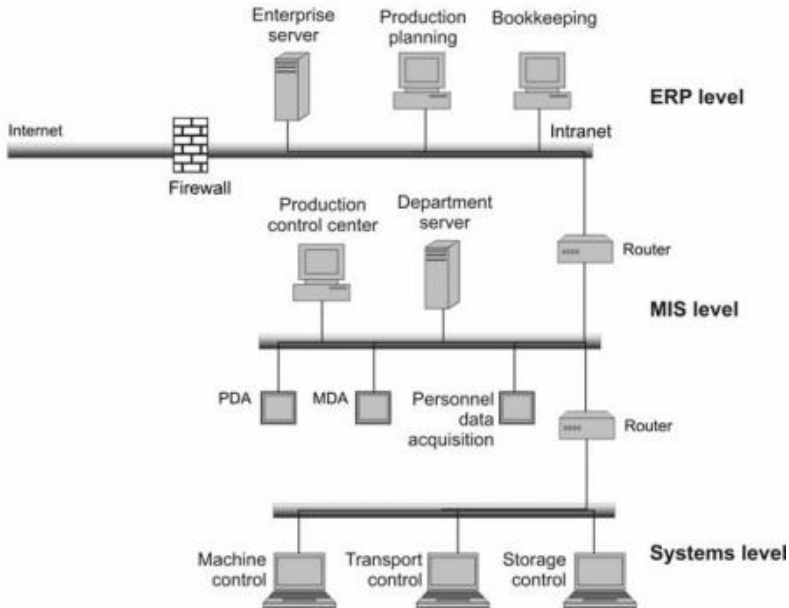 Enterprise
server
Production
planning
Bookkeeping
ERP level
Internet
Intranet
Firewall
Production
control center
Department
server
Router
MIS level
PDA
MDA
Personnel
data
acquisition
Router
Machine
control
Transport
control
Storage
control
Systems level